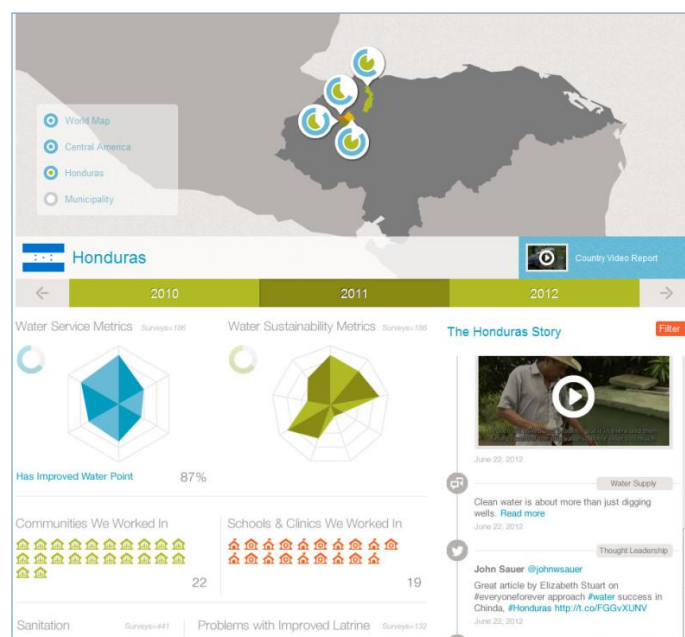 World Map
Central America
Honduras
Municipality
Honduras
Country Video Report
2010
2011
2012
Water Service Metrics Surveys=186
Water Sustainability Metrics Surveys=186
Has Improved Water Point 87%
Communities We Worked In
22
Schools & Clinics We Worked In
19
Sanitation Surveys=441
Problems with Improved Latrine Surveys=132
The Honduras Story
Filter
June 22, 2012
Water Supply
Clean water is about more than just digging
wells. Read more
June 22, 2012
Thought Leadership
John Sauer @johnwsauer
Great article by Elizabeth Stuart on
#everyoneforever approach #water success in
Chinda, #Honduras http://t.co/FGGvXUNV
June 22, 2012